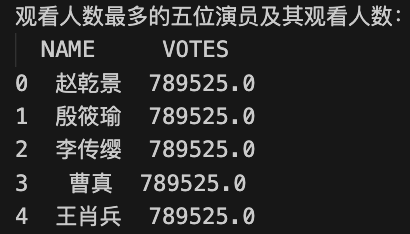 观看人数最多的五位演员及其观看人数：
NAME VOTES
0 赵乾景 789525.0
1 殷筱瑜 789525.0
2 李传缨 789525.0
3 曹真 789525.0
4 王肖兵 789525.0